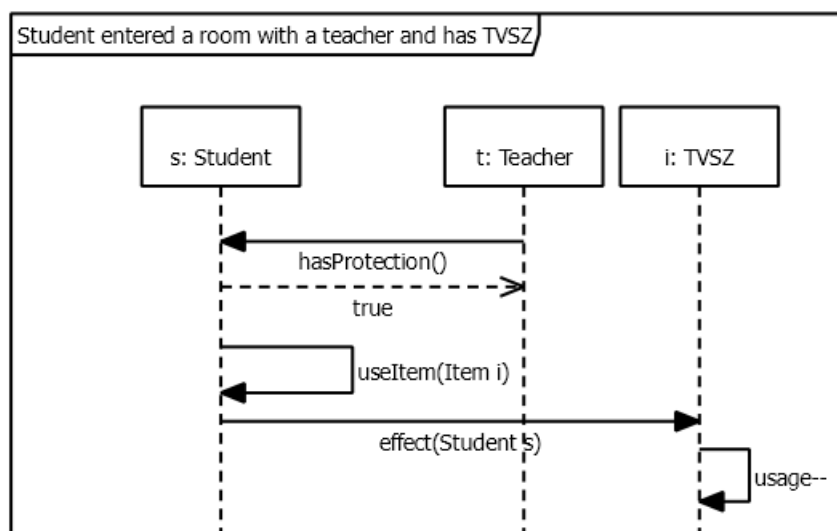 Student entered a room with a teacher and has TVSZ
s: Student
t: Teacher
i: TVSZ
hasProtection()
true
useItem(Item i)
effect(Student s)
usage--